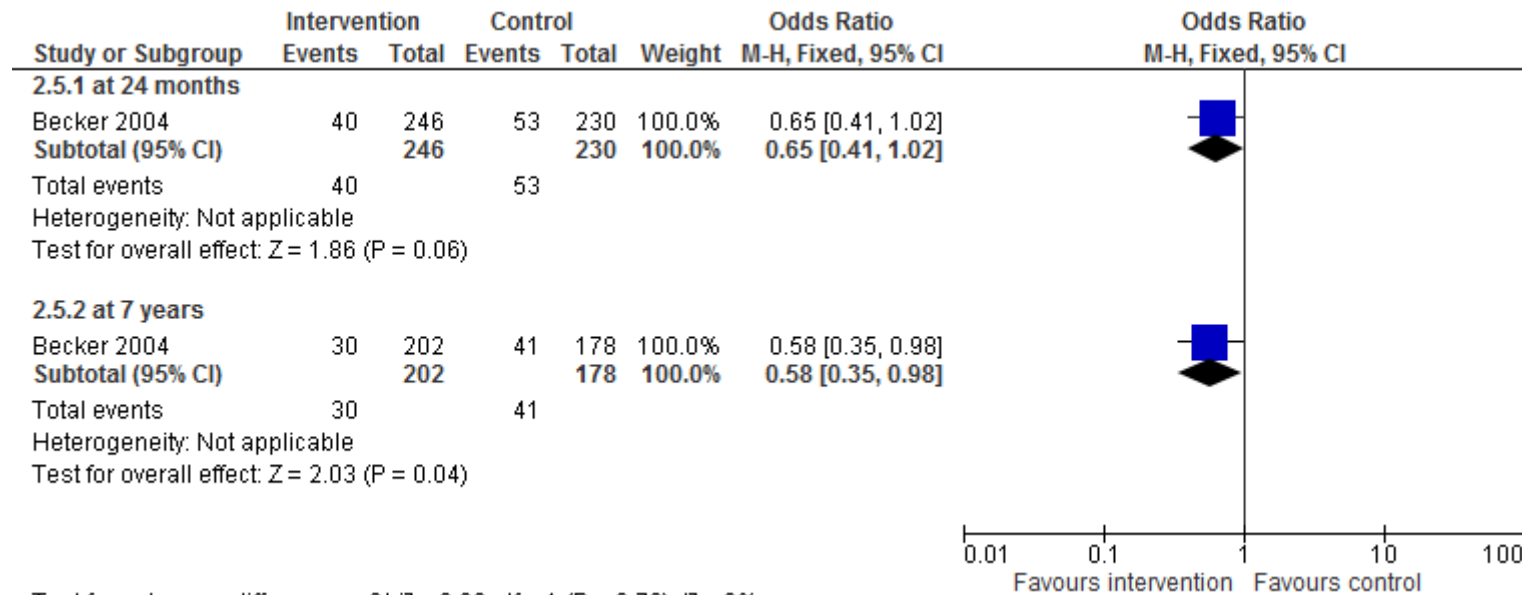 Intervention Control Odds Ratio Odds Ratio
Study or Subgroup Events Total Events Total Weight M-H, Fixed, 95% CI M-H, Fixed, 95% CI
2.5.1 at 24 months
Becker 2004 40 246 53 230 100.0% 0.65 [0.41, 1.02]
Subtotal (95% CI) 246 230 100.0% 0.65 [0.41, 1.02]
Total events 40 53
Heterogeneity: Not applicable
Test for overall effect: Z = 1.86 (P = 0.06)
2.5.2 at 7 years
Becker 2004 30 202 41 178 100.0% 0.58 [0.35, 0.98]
Subtotal (95% CI) 202 178 100.0% 0.58 [0.35, 0.98]
Total events 30 41
Heterogeneity: Not applicable
Test for overall effect: Z = 2.03 (P = 0.04)
0.01 0.1 1 10 100
Favours intervention Favours control